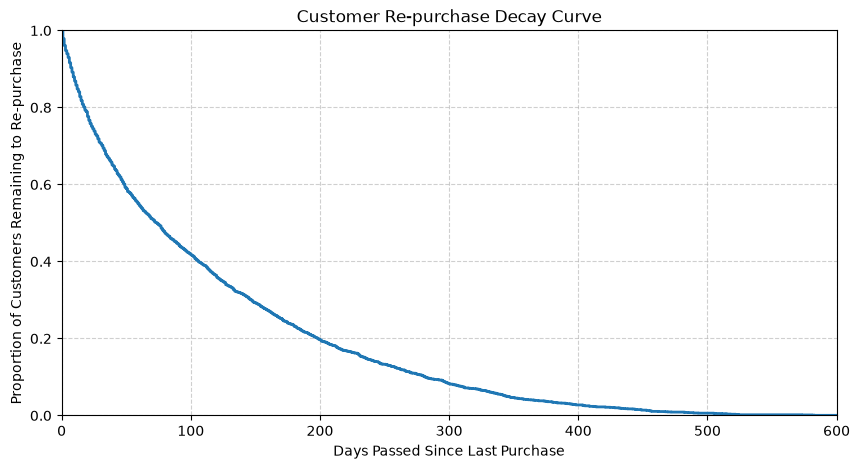 Customer Re-purchase Decay Curve
Proportion of Customers Remaining to Re-purchase
1.0
0.8
0.6
0.4
0.2
0.0
0 100 200 300 400 500 600
Days Passed Since Last Purchase